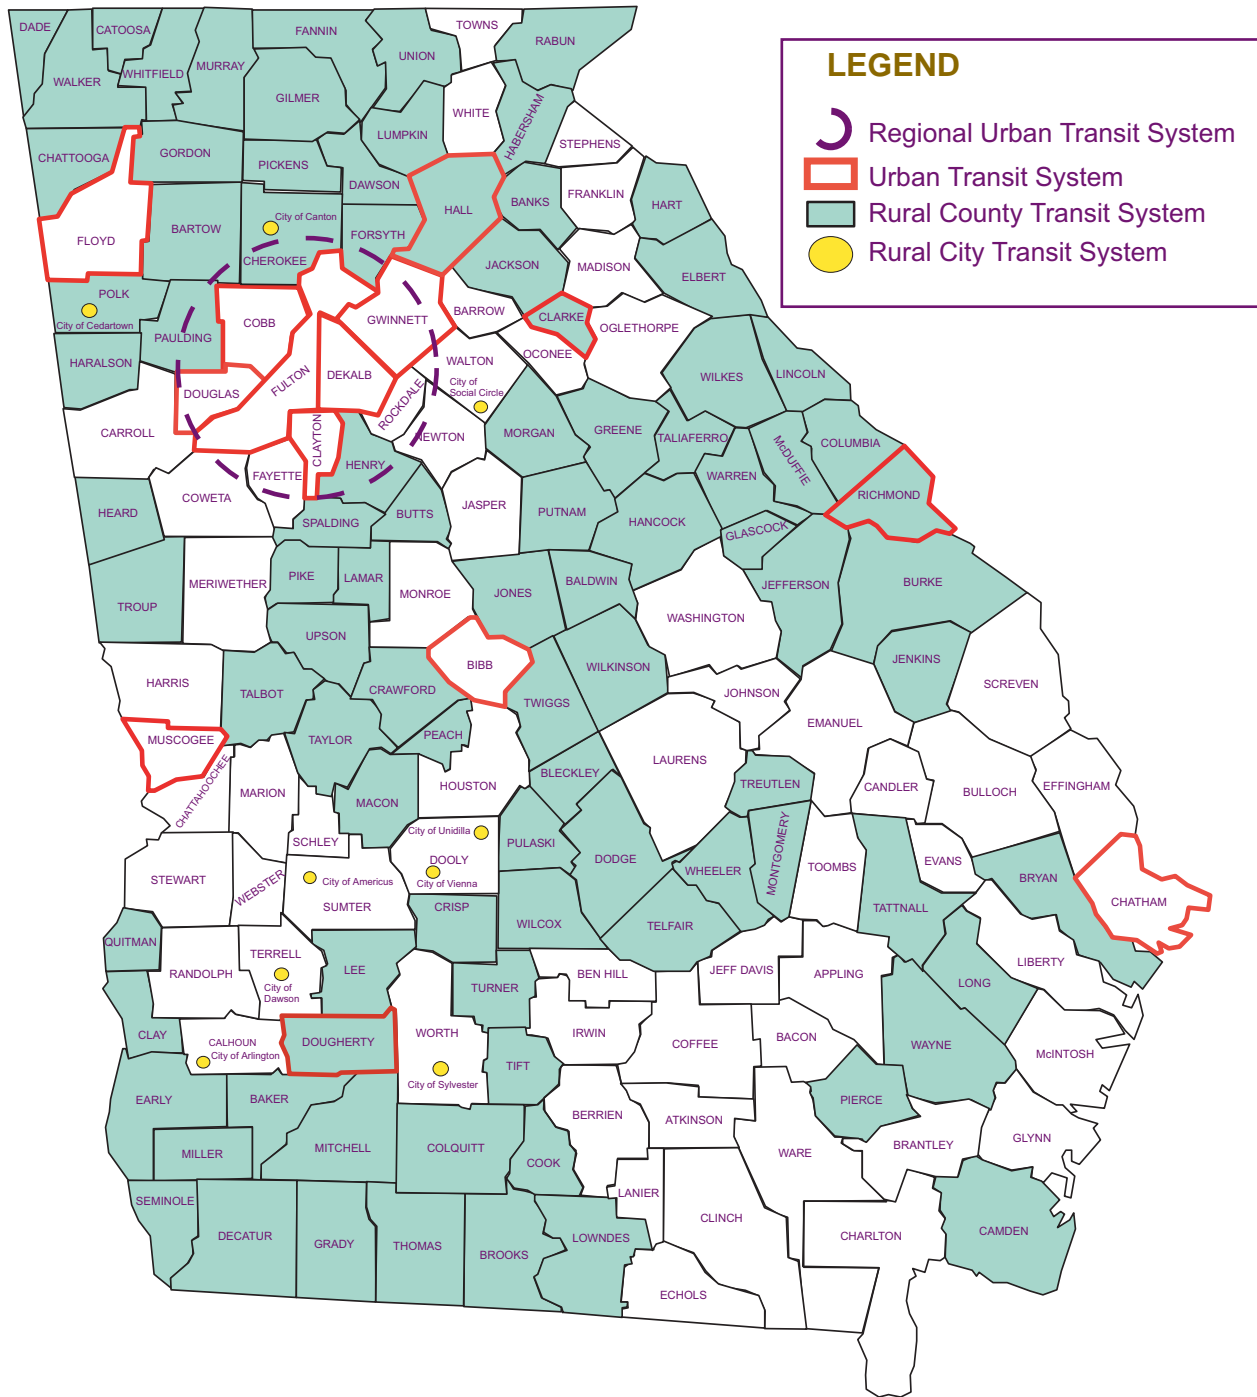 LEGEND
Regional Urban Transit System
Urban Transit System
Rural County Transit System
Rural City Transit System
DADE
CATOOSA
WALKER
WHITFIELD
MURRAY
FANNIN
GILMER
UNION
TOWNS
RABUN
WHITE
HABERSHAM
STEPHENS
LUMPKIN
CHATTOOGA
GORDON
PICKENS
DAWSON
HALL
BANKS
FRANKLIN
HART
FLOYD
BARTOW
City of Canton
CHEROKEE
FORSYTH
JACKSON
MADISON
ELBERT
POLK
City of Cedartown
PAULDING
COBB
GWINNETT
BARROW
CLARKE
OGLETHORPE
HARALSON
DOUGLAS
FULTON
DEKALB
WALTON
City of
Social Circle
OCONEE
WILKES
LINCOLN
CARROLL
CLAYTON
ROCKDALE
NEWTON
MORGAN
GREENE
TALIAFERRO
McDUFFIE
COLUMBIA
FAYETTE
HENRY
COWETA
WARREN
RICHMOND
HEARD
SPALDING
BUTTS
JASPER
PUTNAM
HANCOCK
GLASCOCK
MERIWETHER
PIKE
LAMAR
MONROE
JONES
BALDWIN
JEFFERSON
BURKE
TROUP
UPSON
WASHINGTON
JENKINS
BIBB
WILKINSON
HARRIS
TALBOT
CRAWFORD
TWIGGS
JOHNSON
SCREVEN
MUSCOGEE
TAYLOR
PEACH
EMANUEL
CHATTAHOOCHEE
MARION
MACON
HOUSTON
BLECKLEY
LAURENS
TREUTLEN
CANDLER
BULLOCH
EFFINGHAM
SCHLEY
City of Unidilla
DOOLY
City of Vienna
PULASKI
DODGE
WHEELER
MONTGOMERY
TOOMBS
EVANS
BRYAN
STEWART
WEBSTER
City of Americus
SUMTER
CRISP
WILCOX
TELFAIR
TATTNALL
CHATHAM
QUITMAN
RANDOLPH
TERRELL
City of
Dawson
LEE
TURNER
BEN HILL
JEFF DAVIS
APPLING
LONG
LIBERTY
CLAY
CALHOUN
City of Arlington
DOUGHERTY
WORTH
City of Sylvester
TIFT
IRWIN
COFFEE
BACON
WAYNE
McINTOSH
EARLY
BAKER
PIERCE
MILLER
MITCHELL
COLQUITT
COOK
BERRIEN
ATKINSON
WARE
BRANTLEY
GLYNN
SEMINOLE
DECATUR
GRADY
THOMAS
BROOKS
LOWNDES
LANIER
CLINCH
CHARLTON
CAMDEN
ECHOLS